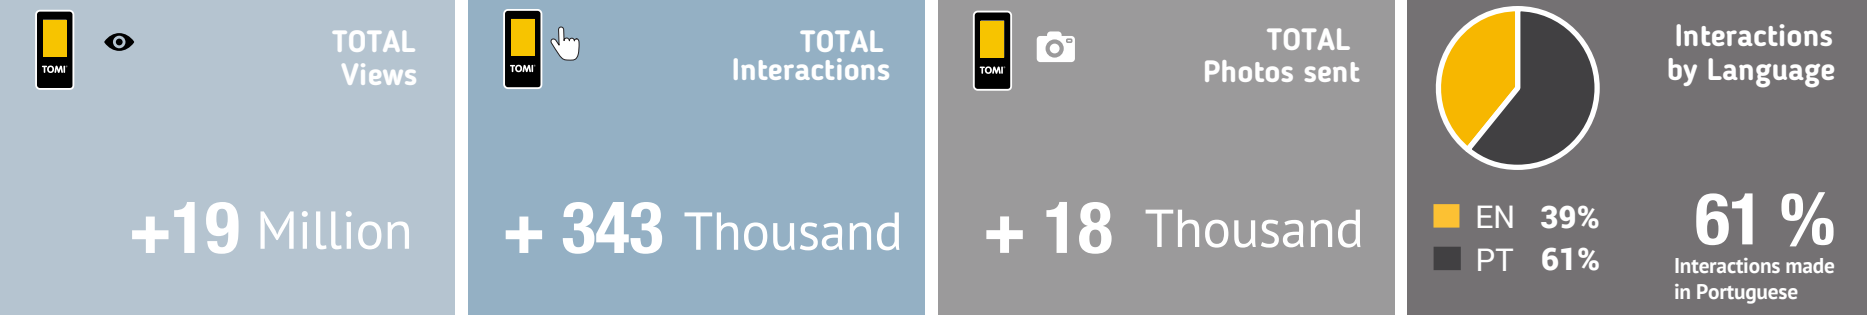 TOMI
TOTAL
Views
+19 Million
TOMI
TOTAL
Interactions
+ 343 Thousand
TOMI
TOTAL
Photos sent
+ 18 Thousand
Interactions
by Language
EN 39%
PT 61%
61 %
Interactions made
in Portuguese